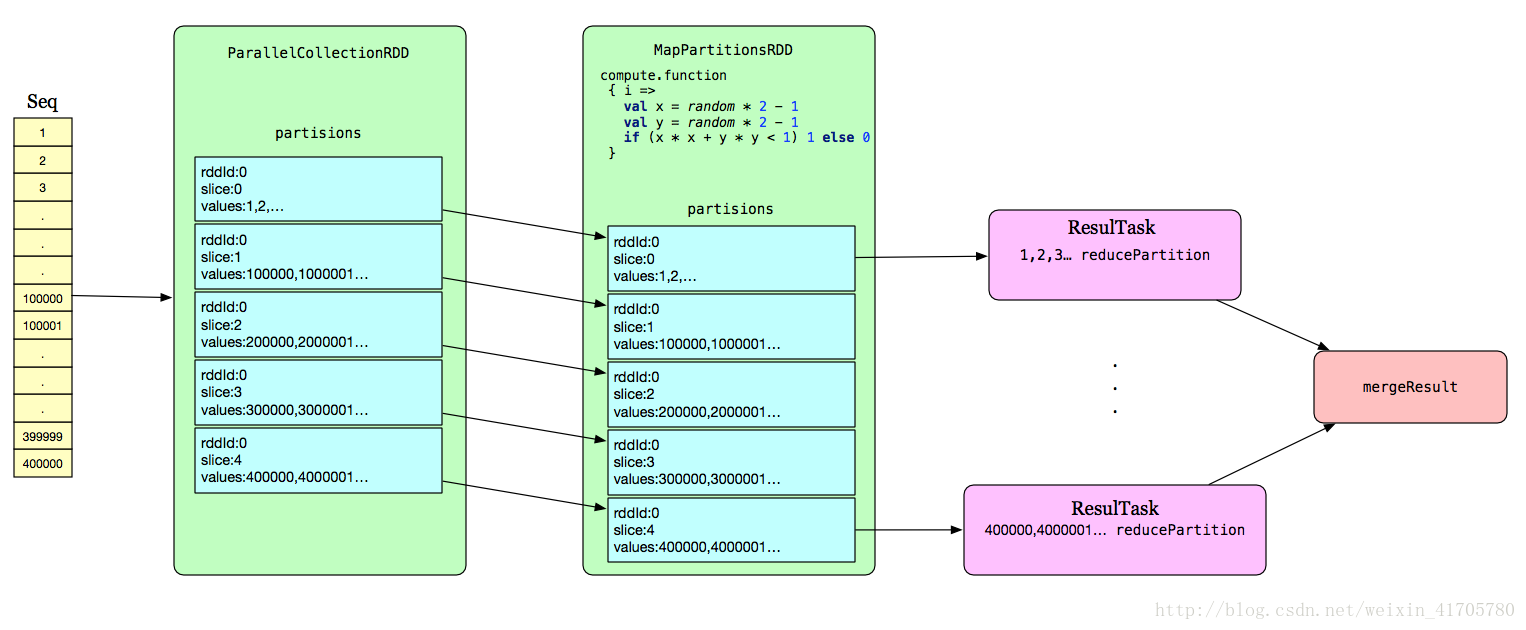 Seq
1
2
3
.
.
.
100000
100001
.
.
.
399999
400000
ParallelCollectionRDD
partisions
rddId:0
slice:0
values:1,2,...
rddId:0
slice:1
values:100000,1000001...
rddId:0
slice:2
values:200000,2000001...
rddId:0
slice:3
values:300000,3000001...
rddId:0
slice:4
values:400000,4000001...
MapPartitionsRDD
compute.function
{ i =>
val x = random * 2 - 1
val y = random * 2 - 1
if (x * x + y * y < 1) 1 else 0
}
partisions
rddId:0
slice:0
values:1,2,...
rddId:0
slice:1
values:100000,1000001...
rddId:0
slice:2
values:200000,2000001...
rddId:0
slice:3
values:300000,3000001...
rddId:0
slice:4
values:400000,4000001...
ResulTask
1,2,3... reducePartition
.
.
.
ResulTask
400000,4000001... reducePartition
mergeResult
http://blog.csdn.net/weixin_41705780